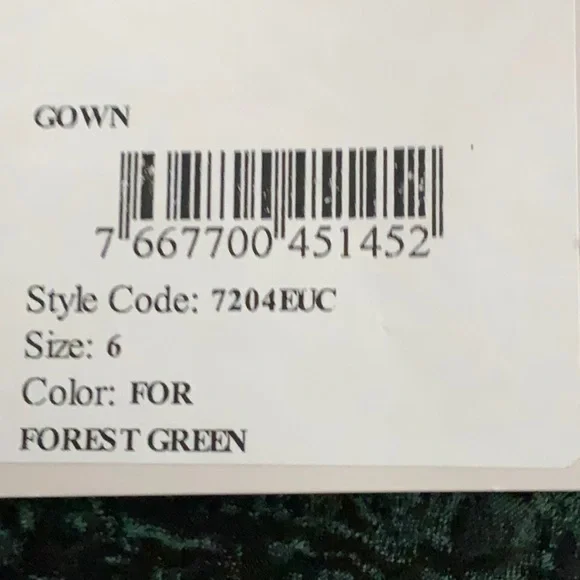 GOWN
7 667700 451452
Style Code: 7204EUC
Size: 6
Color: FOR
FOREST GREEN